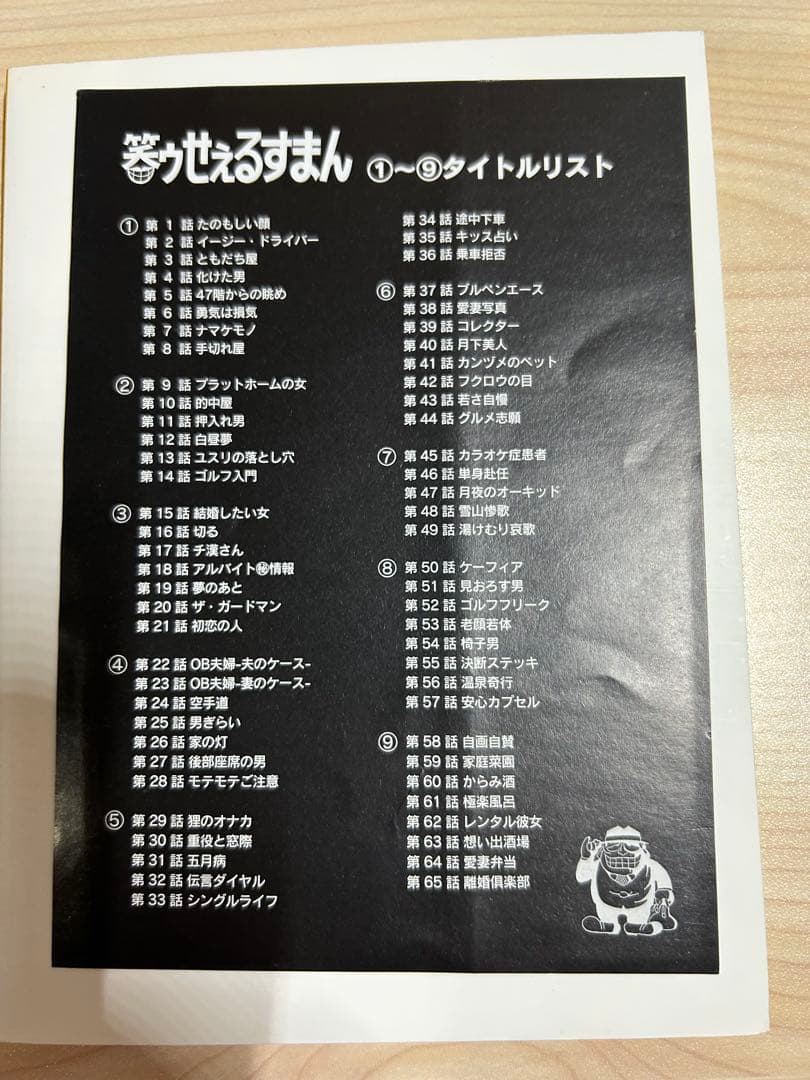 笑ゥせぇるすまん ①～⑨タイトルリスト
① 第 1 話 たのもしい顔
第 2 話 イージー・ドライバー
第 3 話 ともだち屋
第 4 話 化けた男
第 5 話 47階からの眺め
第 6 話 勇気は損気
第 7 話 ナマケモノ
第 8 話 手切れ屋
② 第 9 話 プラットホームの女
第 10 話 的中屋
第 11 話 押入れ男
第 12 話 白昼夢
第 13 話 ユスリの落とし穴
第 14 話 ゴルフ入門
③ 第 15 話 結婚したい女
第 16 話 切る
第 17 話 チ漢さん
第 18 話 アルバイト㊙情報
第 19 話 夢のあと
第 20 話 ザ・ガードマン
第 21 話 初恋の人
④ 第 22 話 OB夫婦-夫のケース-
第 23 話 OB夫婦-妻のケース-
第 24 話 空手道
第 25 話 男ぎらい
第 26 話 家の灯
第 27 話 後部座席の男
第 28 話 モテモテご注意
⑤ 第 29 話 狸のオナカ
第 30 話 重役と窓際
第 31 話 五月病
第 32 話 伝言ダイヤル
第 33 話 シングルライフ
第 34 話 途中下車
第 35 話 キッス占い
第 36 話 乗車拒否
⑥ 第 37 話 ブルペンエース
第 38 話 愛妻写真
第 39 話 コレクター
第 40 話 月下美人
第 41 話 カンヅメのペット
第 42 話 フクロウの目
第 43 話 若さ自慢
第 44 話 グルメ志願
⑦ 第 45 話 カラオケ症患者
第 46 話 単身赴任
第 47 話 月夜のオーキッド
第 48 話 雪山惨歌
第 49 話 湯けむり哀歌
⑧ 第 50 話 ケーフィア
第 51 話 見おろす男
第 52 話 ゴルフフリーク
第 53 話 老顔若体
第 54 話 椅子男
第 55 話 決断ステッキ
第 56 話 温泉奇行
第 57 話 安心カプセル
⑨ 第 58 話 自画自賛
第 59 話 家庭菜園
第 60 話 からみ酒
第 61 話 極楽風呂
第 62 話 レンタル彼女
第 63 話 想い出酒場
第 64 話 愛妻弁当
第 65 話 離婚倶楽部